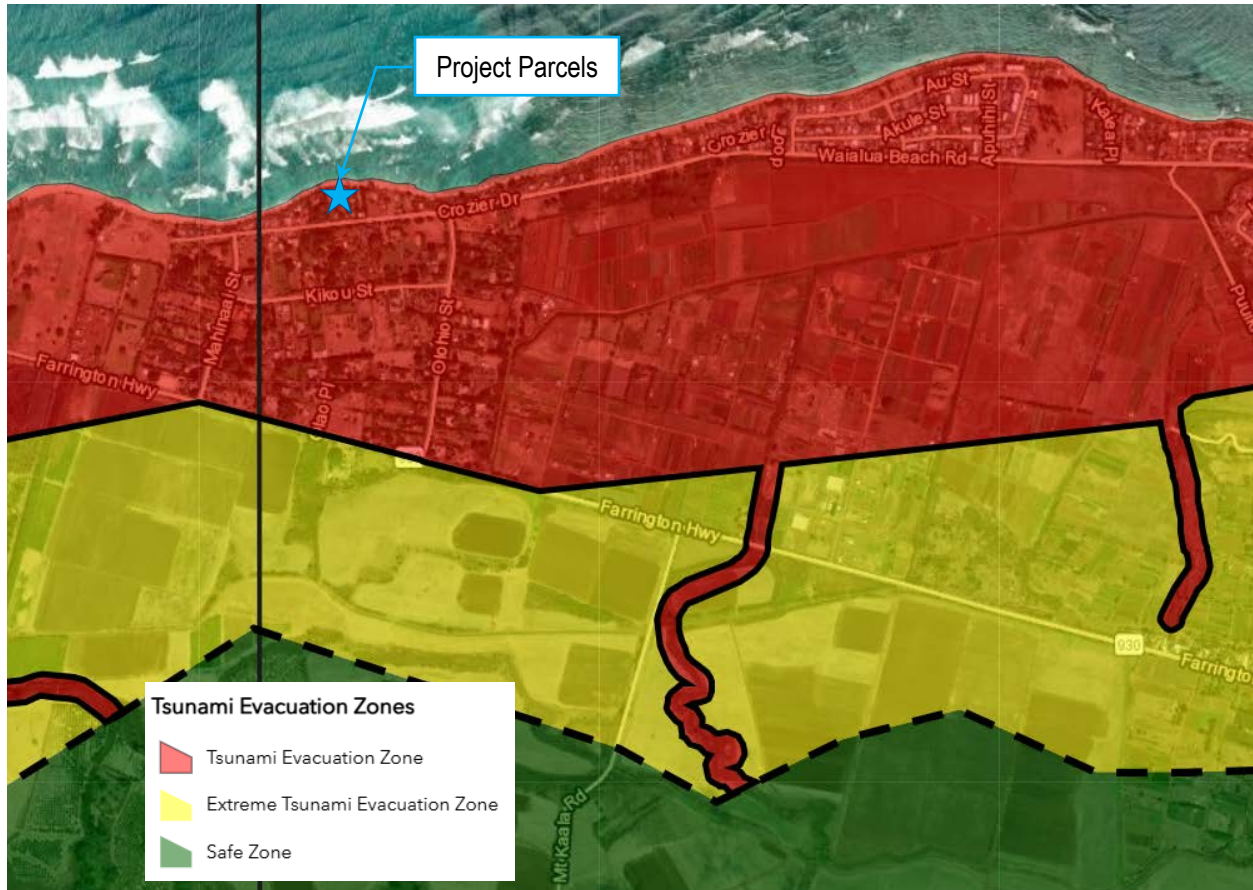 Project Parcels
Au St
Akule St
Apuhihi St
Kaiea Pl
Crozier Loop
Waialua Beach Rd
Crozier Dr
Mahinaai St
Kikou St
Olohio St
Farrington Hwy
Farrington Hwy
930
Farrington
Mt Kaala Rd
Tsunami Evacuation Zones
Tsunami Evacuation Zone
Extreme Tsunami Evacuation Zone
Safe Zone